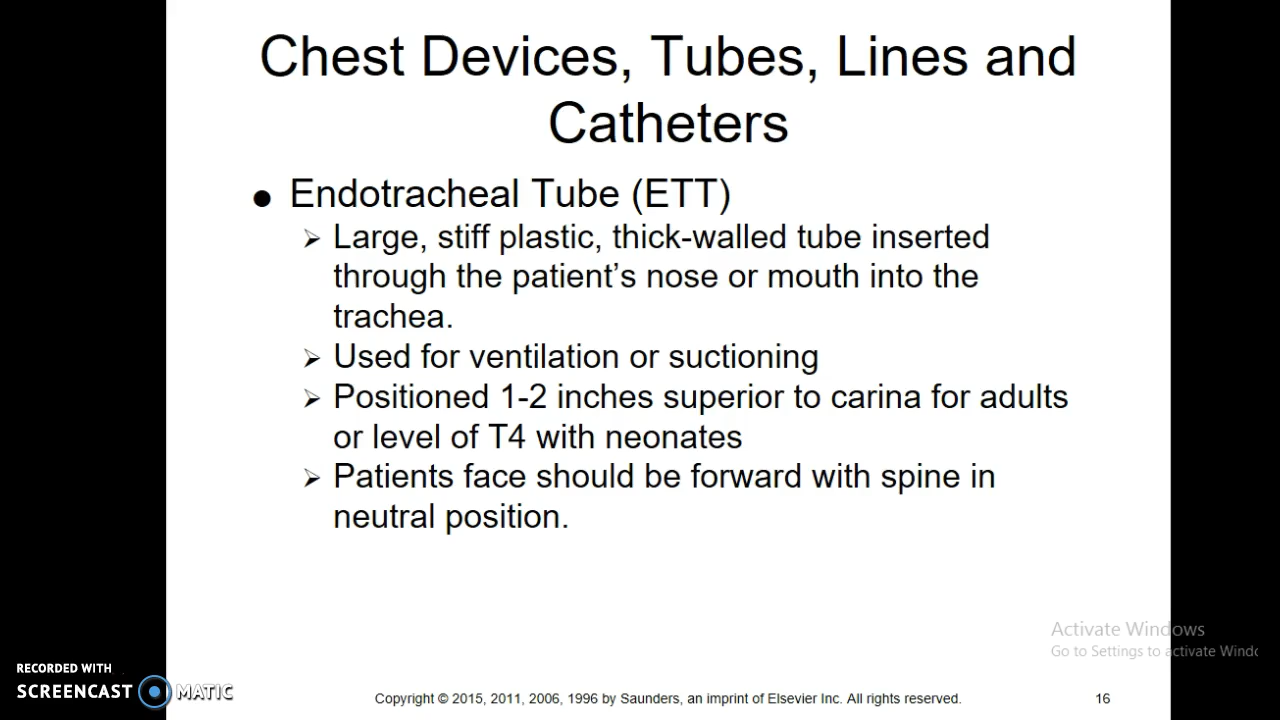 Chest Devices, Tubes, Lines and
Catheters
● Endotracheal Tube (ETT)
➢ Large, stiff plastic, thick-walled tube inserted
through the patient’s nose or mouth into the
trachea.
➢ Used for ventilation or suctioning
➢ Positioned 1-2 inches superior to carina for adults
or level of T4 with neonates
➢ Patients face should be forward with spine in
neutral position.
Activate Windows
Go to Settings to activate Windo
RECORDED WITH
SCREENCAST MATIC
Copyright © 2015, 2011, 2006, 1996 by Saunders, an imprint of Elsevier Inc. All rights reserved.
16